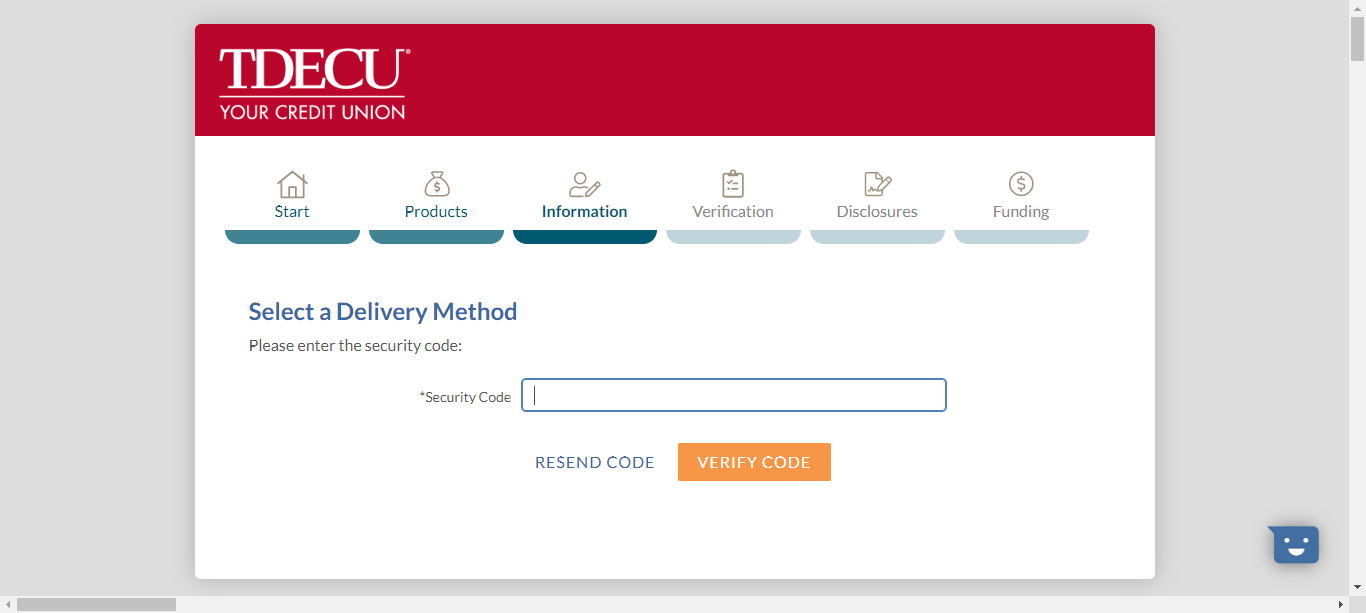 TDECU®
YOUR CREDIT UNION
Start
Products
Information
Verification
Disclosures
Funding
Select a Delivery Method
Please enter the security code:
*Security Code
RESEND CODE
VERIFY CODE